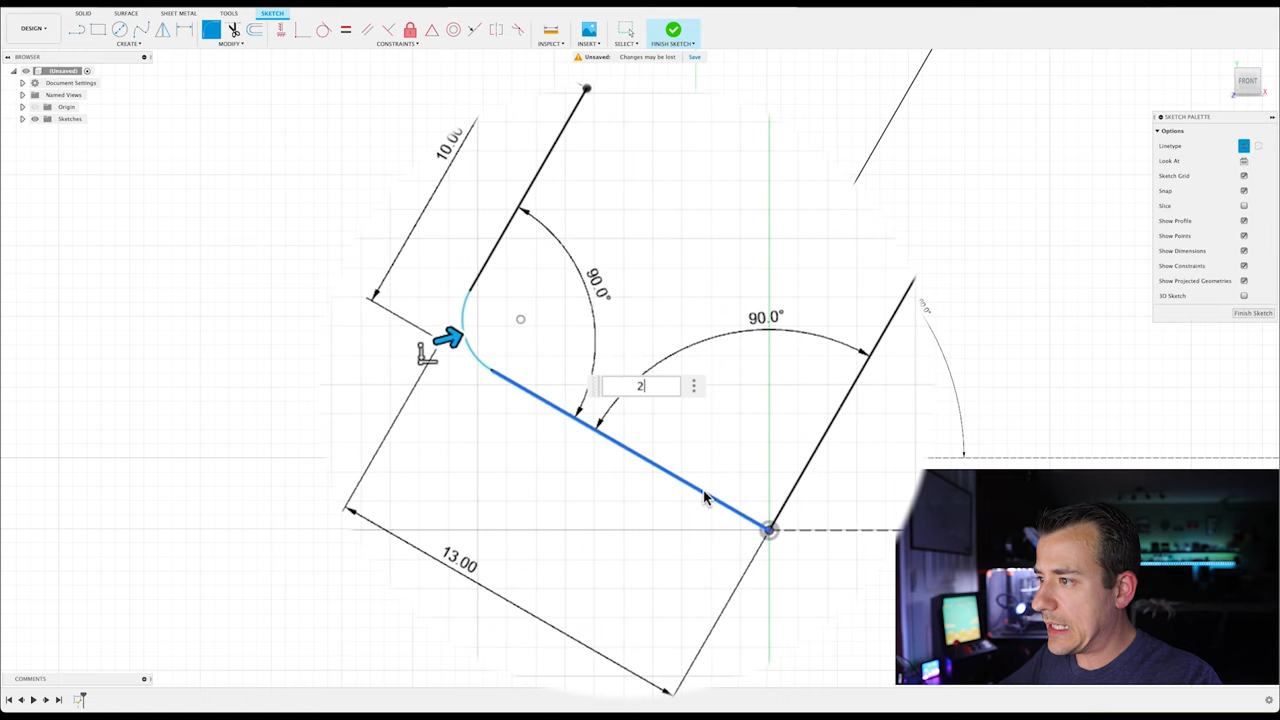 SOLID SURFACE SHEET METAL TOOLS SKETCH
DESIGN
CREATE MODIFY CONSTRAINTS INSPECT INSERT SELECT FINISH SKETCH
BROWSER
Unsaved: Changes may be lost Save
(Unsaved)
Document Settings
Named Views
Origin
Sketches
FRONT
Y
Z
X
SKETCH PALETTE
Options
Linetype
Look At
Sketch Grid
Snap
Slice
Show Profile
Show Points
Show Dimensions
Show Constraints
Show Projected Geometries
3D Sketch
Finish Sketch
10.00
90.0°
90.0°
2
13.00
COMMENTS